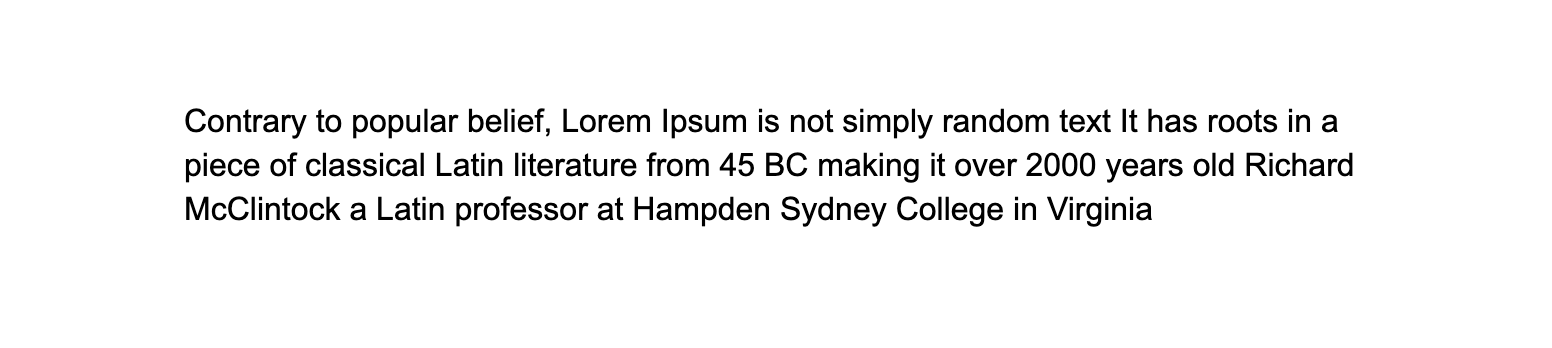 Contrary to popular belief, Lorem Ipsum is not simply random text It has roots in a
piece of classical Latin literature from 45 BC making it over 2000 years old Richard
McClintock a Latin professor at Hampden Sydney College in Virginia